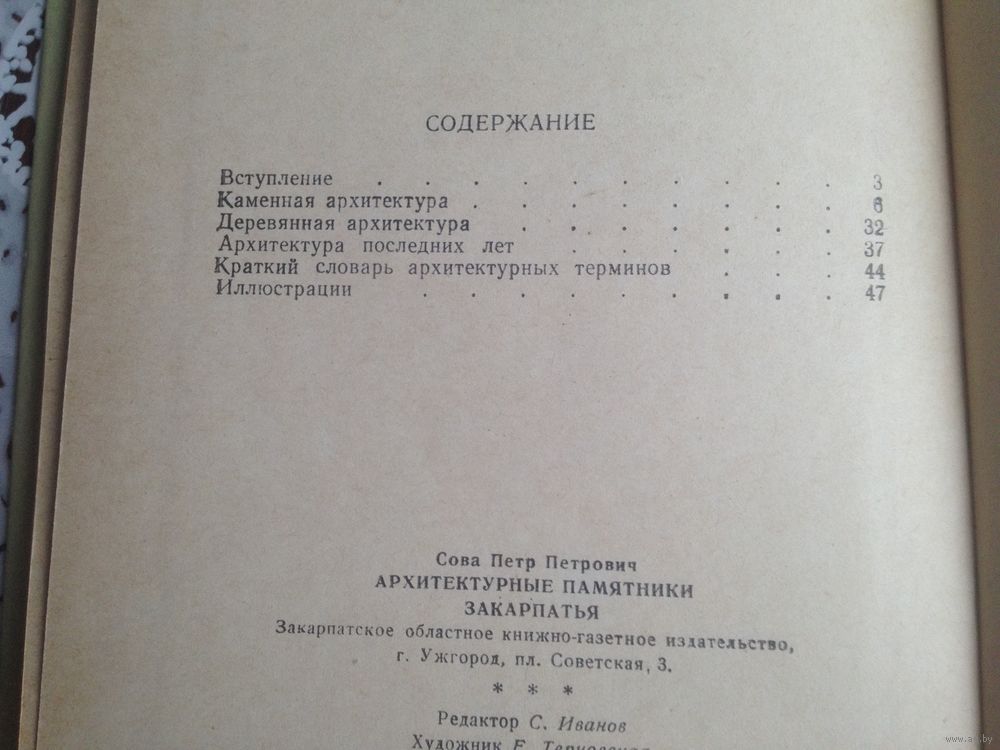 СОДЕРЖАНИЕ
Вступление . . . . . . . . . . 3
Каменная архитектура . . . . . . . . 6
Деревянная архитектура . . . . . . . 32
Архитектура последних лет . . . . . . 37
Краткий словарь архитектурных терминов . . . 44
Иллюстрации . . . . . . . . . 47
Сова Петр Петрович
АРХИТЕКТУРНЫЕ ПАМЯТНИКИ
ЗАКАРПАТЬЯ
Закарпатское областное книжно-газетное издательство,
г. Ужгород, пл. Советская, 3.
* * *
Редактор С. Иванов
Художник Е.